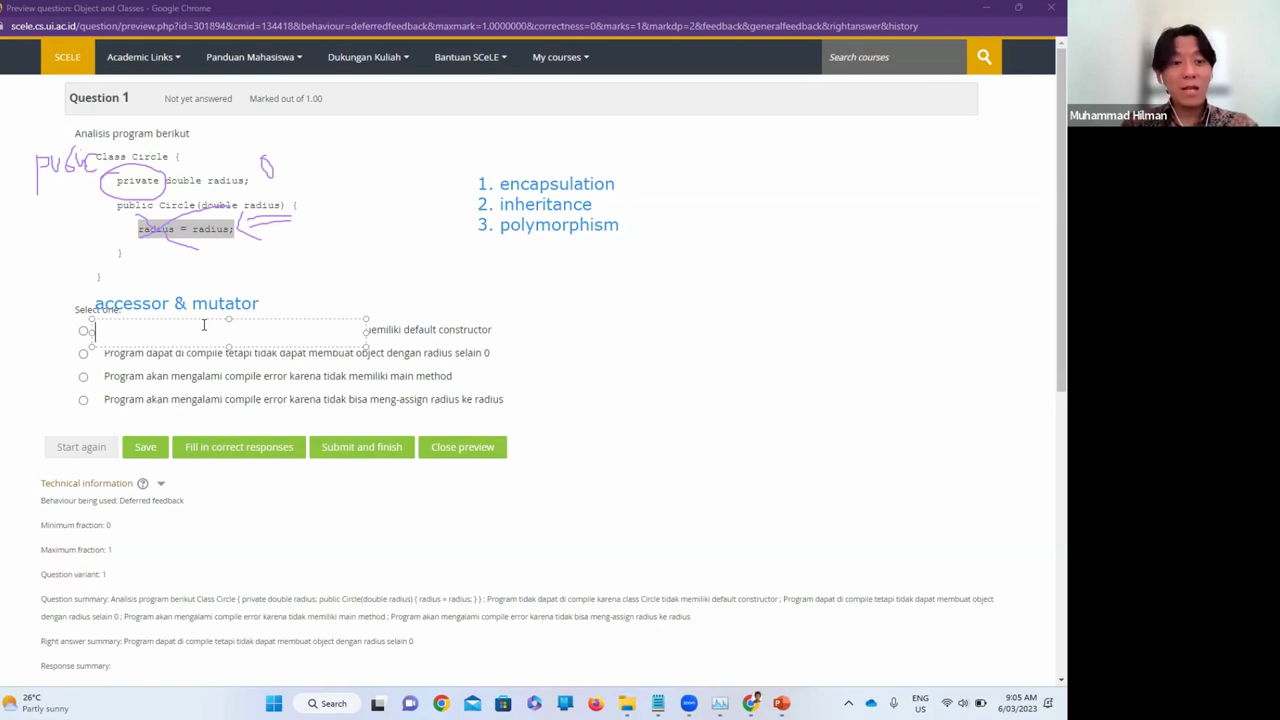 Preview question: Object and Classes - Google Chrome
scele.cs.ui.ac.id/question/preview.php?id=301894&cmid=134418&behaviour=deferredfeedback&maxmark=1.0000000&correctness=0&marks=1&markdp=2&feedback&generalfeedback&rightanswer&history
SCELE Academic Links Panduan Mahasiswa Dukungan Kuliah Bantuan SCeLE My courses Search courses
Question 1 Not yet answered Marked out of 1.00
Muhammad Hilman
Analisis program berikut
public Class Circle {
private double radius; 0
public Circle(double radius) {
radius = radius;
}
}
1. encapsulation
2. inheritance
3. polymorphism
accessor & mutator
Select one:
memiliki default constructor
Program dapat di compile tetapi tidak dapat membuat object dengan radius selain 0
Program akan mengalami compile error karena tidak memiliki main method
Program akan mengalami compile error karena tidak bisa meng-assign radius ke radius
Start again Save Fill in correct responses Submit and finish Close preview
Technical information
Behaviour being used: Deferred feedback
Minimum fraction: 0
Maximum fraction: 1
Question variant: 1
Question summary: Analisis program berikut Class Circle { private double radius; public Circle(double radius) { radius = radius; } } : Program tidak dapat di compile karena class Circle tidak memiliki default constructor ; Program dapat di compile tetapi tidak dapat membuat object
dengan radius selain 0 ; Program akan mengalami compile error karena tidak memiliki main method ; Program akan mengalami compile error karena tidak bisa meng-assign radius ke radius
Right answer summary: Program dapat di compile tetapi tidak dapat membuat object dengan radius selain 0
Response summary:
26°C
Partly sunny
Search
ENG
US
9:05 AM
6/03/2023